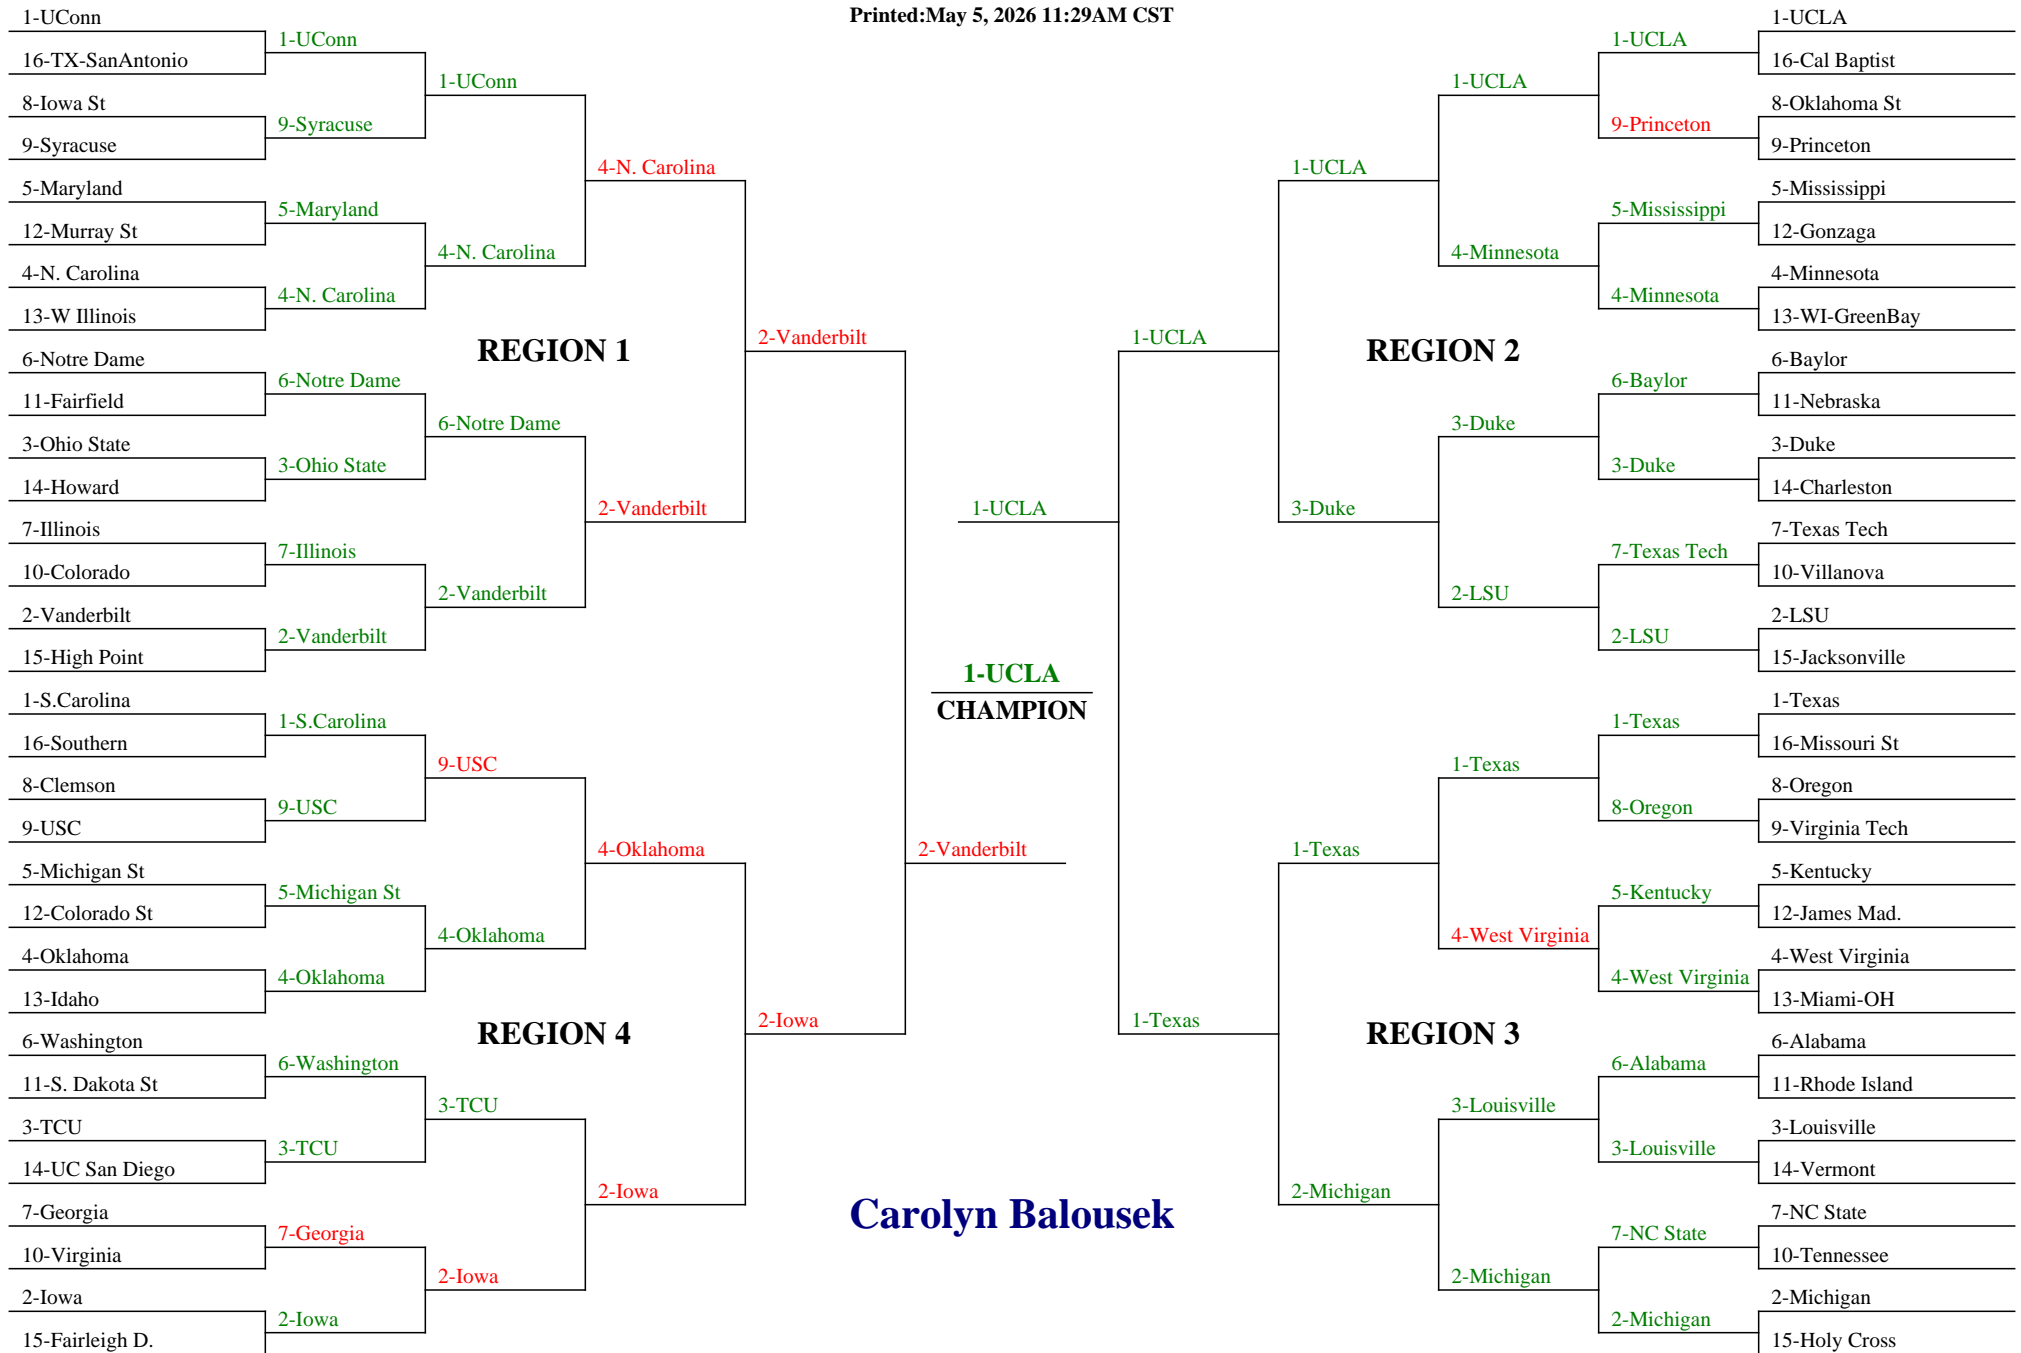 Printed:May 5, 2026 11:29AM CST
1-UConn
16-TX-SanAntonio
8-Iowa St
9-Syracuse
5-Maryland
12-Murray St
4-N. Carolina
13-W Illinois
6-Notre Dame
11-Fairfield
3-Ohio State
14-Howard
7-Illinois
10-Colorado
2-Vanderbilt
15-High Point
1-S.Carolina
16-Southern
8-Clemson
9-USC
5-Michigan St
12-Colorado St
4-Oklahoma
13-Idaho
6-Washington
11-S. Dakota St
3-TCU
14-UC San Diego
7-Georgia
10-Virginia
2-Iowa
15-Fairleigh D.
1-UConn
9-Syracuse
5-Maryland
4-N. Carolina
6-Notre Dame
3-Ohio State
7-Illinois
2-Vanderbilt
1-S.Carolina
9-USC
5-Michigan St
4-Oklahoma
6-Washington
3-TCU
7-Georgia
2-Iowa
1-UConn
4-N. Carolina
6-Notre Dame
2-Vanderbilt
9-USC
4-Oklahoma
3-TCU
2-Iowa
REGION 1
REGION 4
4-N. Carolina
2-Vanderbilt
4-Oklahoma
2-Iowa
2-Vanderbilt
2-Iowa
2-Vanderbilt
1-UCLA
1-UCLA
CHAMPION
Carolyn Balousek
1-UCLA
1-Texas
1-UCLA
3-Duke
1-Texas
2-Michigan
REGION 2
REGION 3
1-UCLA
4-Minnesota
3-Duke
2-LSU
1-Texas
4-West Virginia
3-Louisville
2-Michigan
1-UCLA
9-Princeton
5-Mississippi
4-Minnesota
6-Baylor
3-Duke
7-Texas Tech
2-LSU
1-Texas
8-Oregon
5-Kentucky
4-West Virginia
6-Alabama
3-Louisville
7-NC State
2-Michigan
1-UCLA
16-Cal Baptist
8-Oklahoma St
9-Princeton
5-Mississippi
12-Gonzaga
4-Minnesota
13-WI-GreenBay
6-Baylor
11-Nebraska
3-Duke
14-Charleston
7-Texas Tech
10-Villanova
2-LSU
15-Jacksonville
1-Texas
16-Missouri St
8-Oregon
9-Virginia Tech
5-Kentucky
12-James Mad.
4-West Virginia
13-Miami-OH
6-Alabama
11-Rhode Island
3-Louisville
14-Vermont
7-NC State
10-Tennessee
2-Michigan
15-Holy Cross